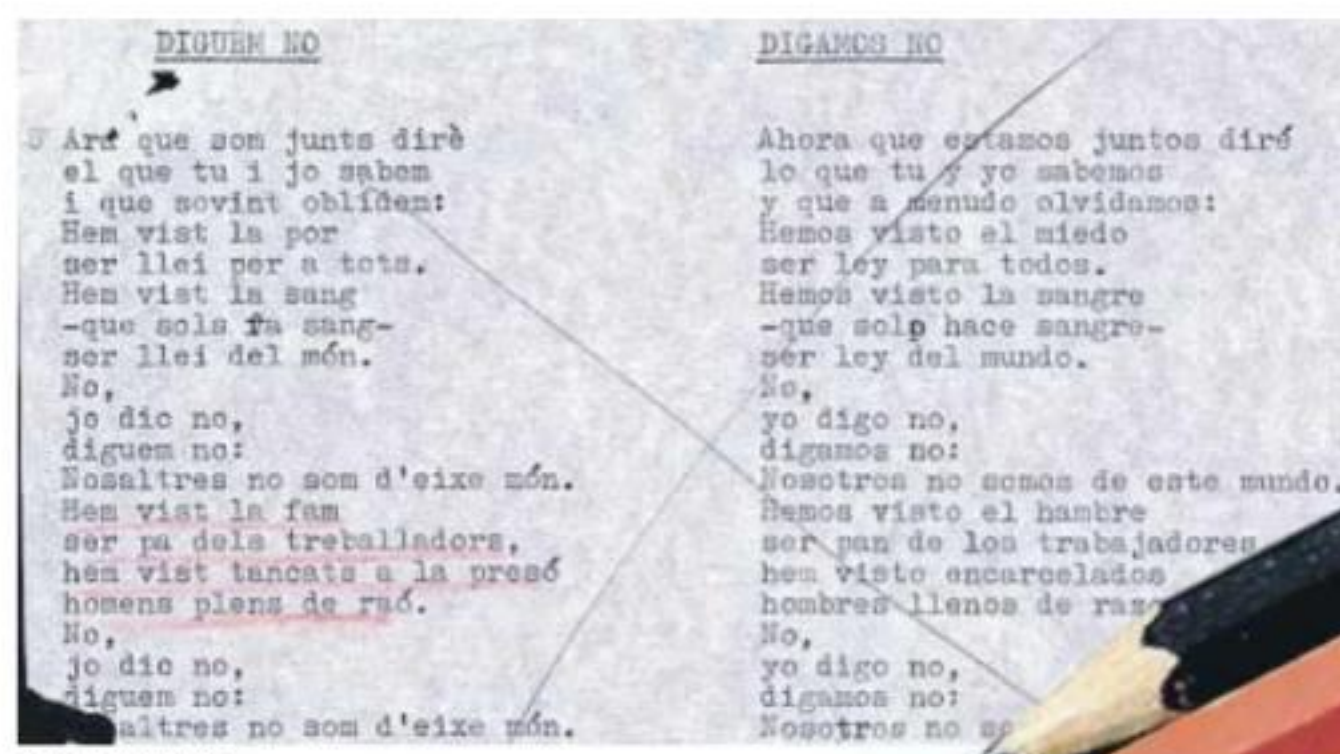 DIGUEM NO
Ara que som junts dirè
el que tu i jo sabem
i que sovint oblidem:
Hem vist la por
ser llei per a tots.
Hem vist la sang
-que sols fa sang-
ser llei del món.
No,
jo dic no,
diguem no:
Nosaltres no som d'eixe món.
Hem vist la fam
ser pa dels treballadors,
hem vist tancats a la presó
homens plens de raó.
No,
jo dic no,
diguem no:
altres no som d'eixe món.
DIGAMOS NO
Ahora que estamos juntos diré
lo que tu y yo sabemos
y que a menudo olvidamos:
Hemos visto el miedo
ser ley para todos.
Hemos visto la sangre
-que solp hace sangre-
ser ley del mundo.
No,
yo digo no,
digamos no:
Nosotros no somos de este mundo.
Hemos visto el hambre
ser pan de los trabajadores
hem visto encarcelados
hombres llenos de
No,
yo digo no,
digamos no:
Nosotros no